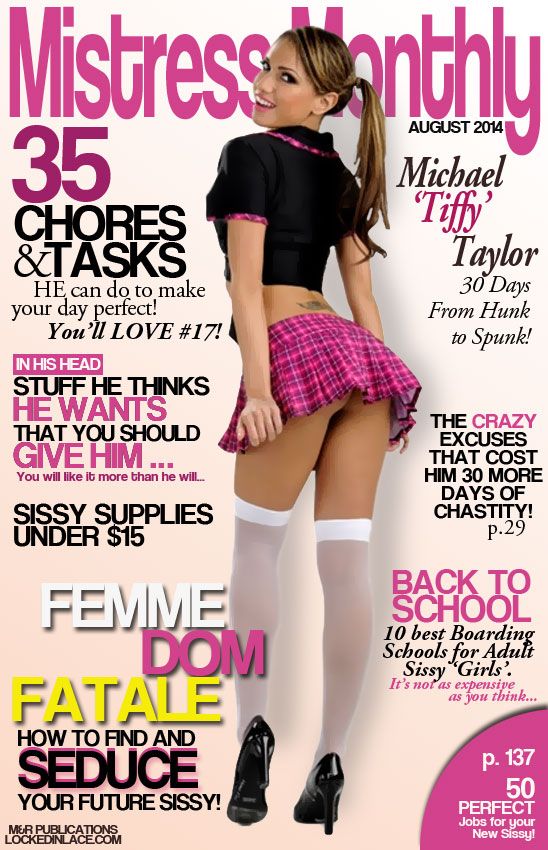 Mistress Monthly
AUGUST 2014
35
CHORES
&TASKS
HE can do to make
your day perfect!
You'll LOVE #17!
Michael
'Tiffy'
Taylor
30 Days
From Hunk
to Spunk!
IN HIS HEAD
STUFF HE THINKS
HE WANTS
THAT YOU SHOULD
GIVE HIM ...
You will like it more than he will...
THE CRAZY
EXCUSES
THAT COST
HIM 30 MORE
DAYS OF
CHASTITY!
p.29
SISSY SUPPLIES
UNDER $15
BACK TO
SCHOOL
10 best Boarding
Schools for Adult
Sissy 'Girls'.
It's not as expensive
as you think...
FEMME
DOM
FATALE
HOW TO FIND AND
SEDUCE
YOUR FUTURE SISSY!
p. 137
50
PERFECT
Jobs for your
New Sissy!
M&R PUBLICATIONS
LOCKEDINLACE.COM